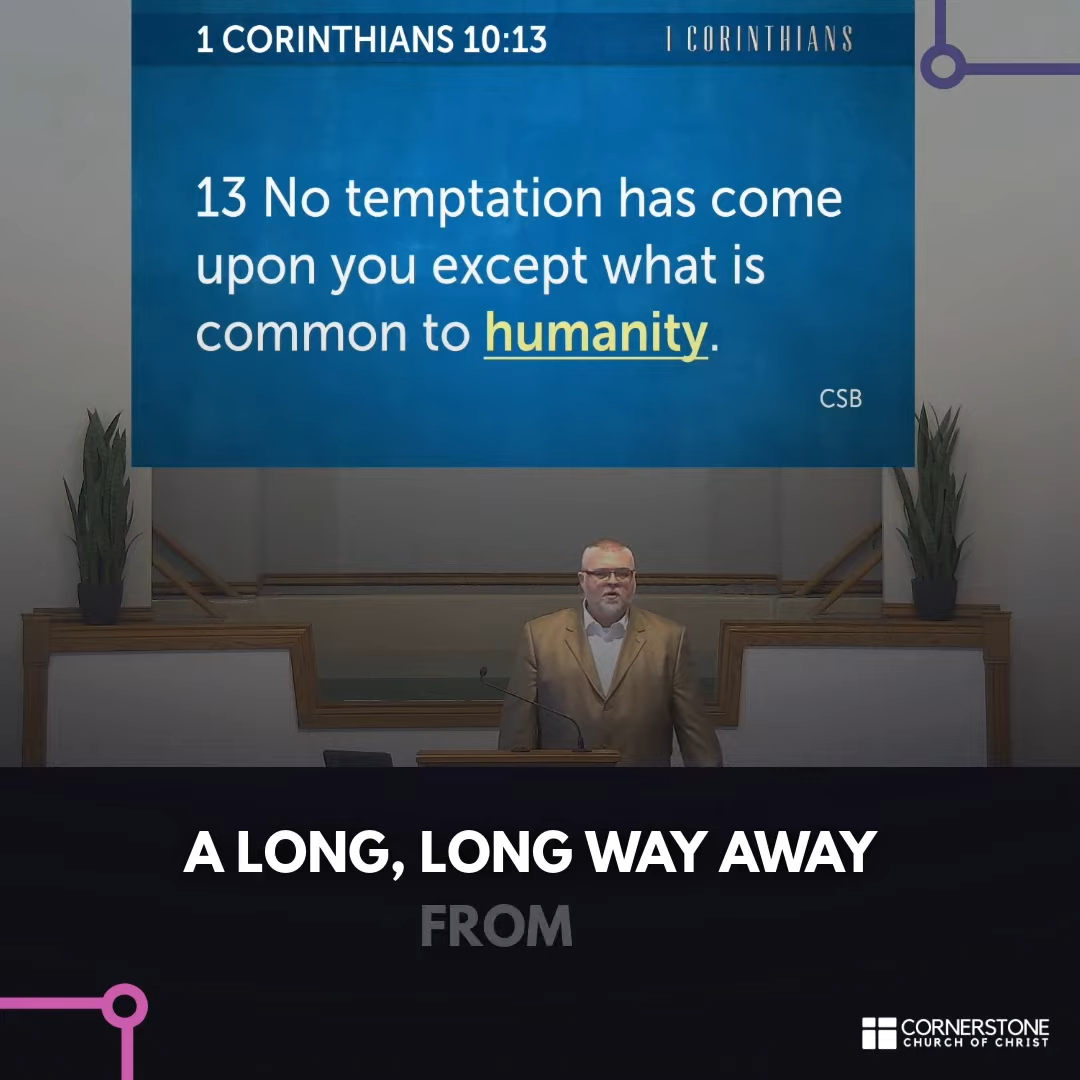 1 CORINTHIANS 10:13
1 CORINTHIANS
13 No temptation has come
upon you except what is
common to humanity.
CSB
A LONG, LONG WAY AWAY
FROM
CORNERSTONE
CHURCH OF CHRIST